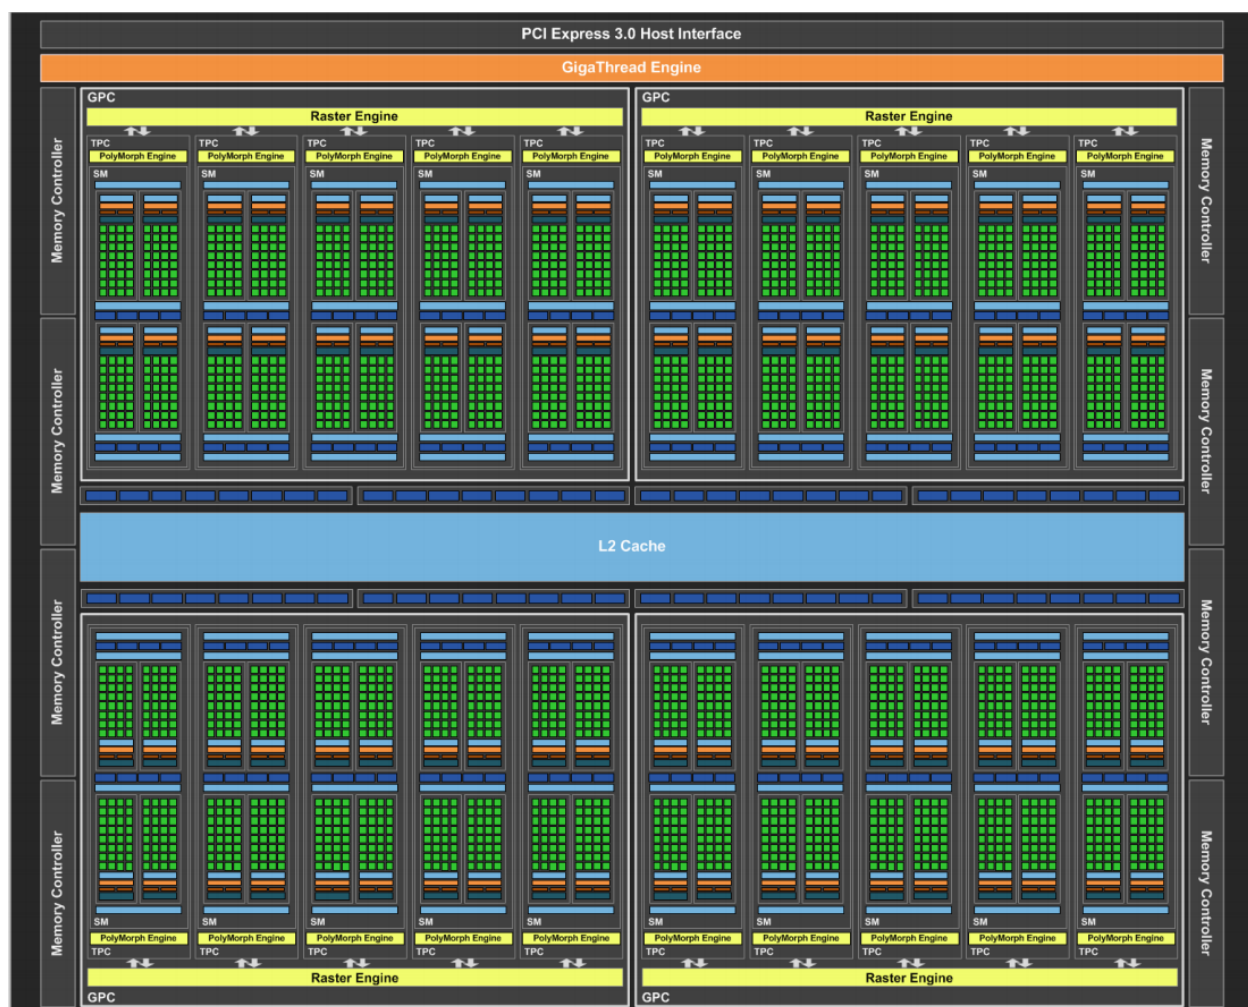 PCI Express 3.0 Host Interface
GigaThread Engine
Memory Controller
Memory Controller
Memory Controller
Memory Controller
GPC
Raster Engine
TPC TPC TPC TPC TPC
PolyMorph Engine PolyMorph Engine PolyMorph Engine PolyMorph Engine PolyMorph Engine
SM SM SM SM SM
GPC
Raster Engine
TPC TPC TPC TPC TPC
PolyMorph Engine PolyMorph Engine PolyMorph Engine PolyMorph Engine PolyMorph Engine
SM SM SM SM SM
L2 Cache
SM SM SM SM SM
PolyMorph Engine PolyMorph Engine PolyMorph Engine PolyMorph Engine PolyMorph Engine
TPC TPC TPC TPC TPC
Raster Engine
GPC
SM SM SM SM SM
PolyMorph Engine PolyMorph Engine PolyMorph Engine PolyMorph Engine PolyMorph Engine
TPC TPC TPC TPC TPC
Raster Engine
GPC
Memory Controller
Memory Controller
Memory Controller
Memory Controller